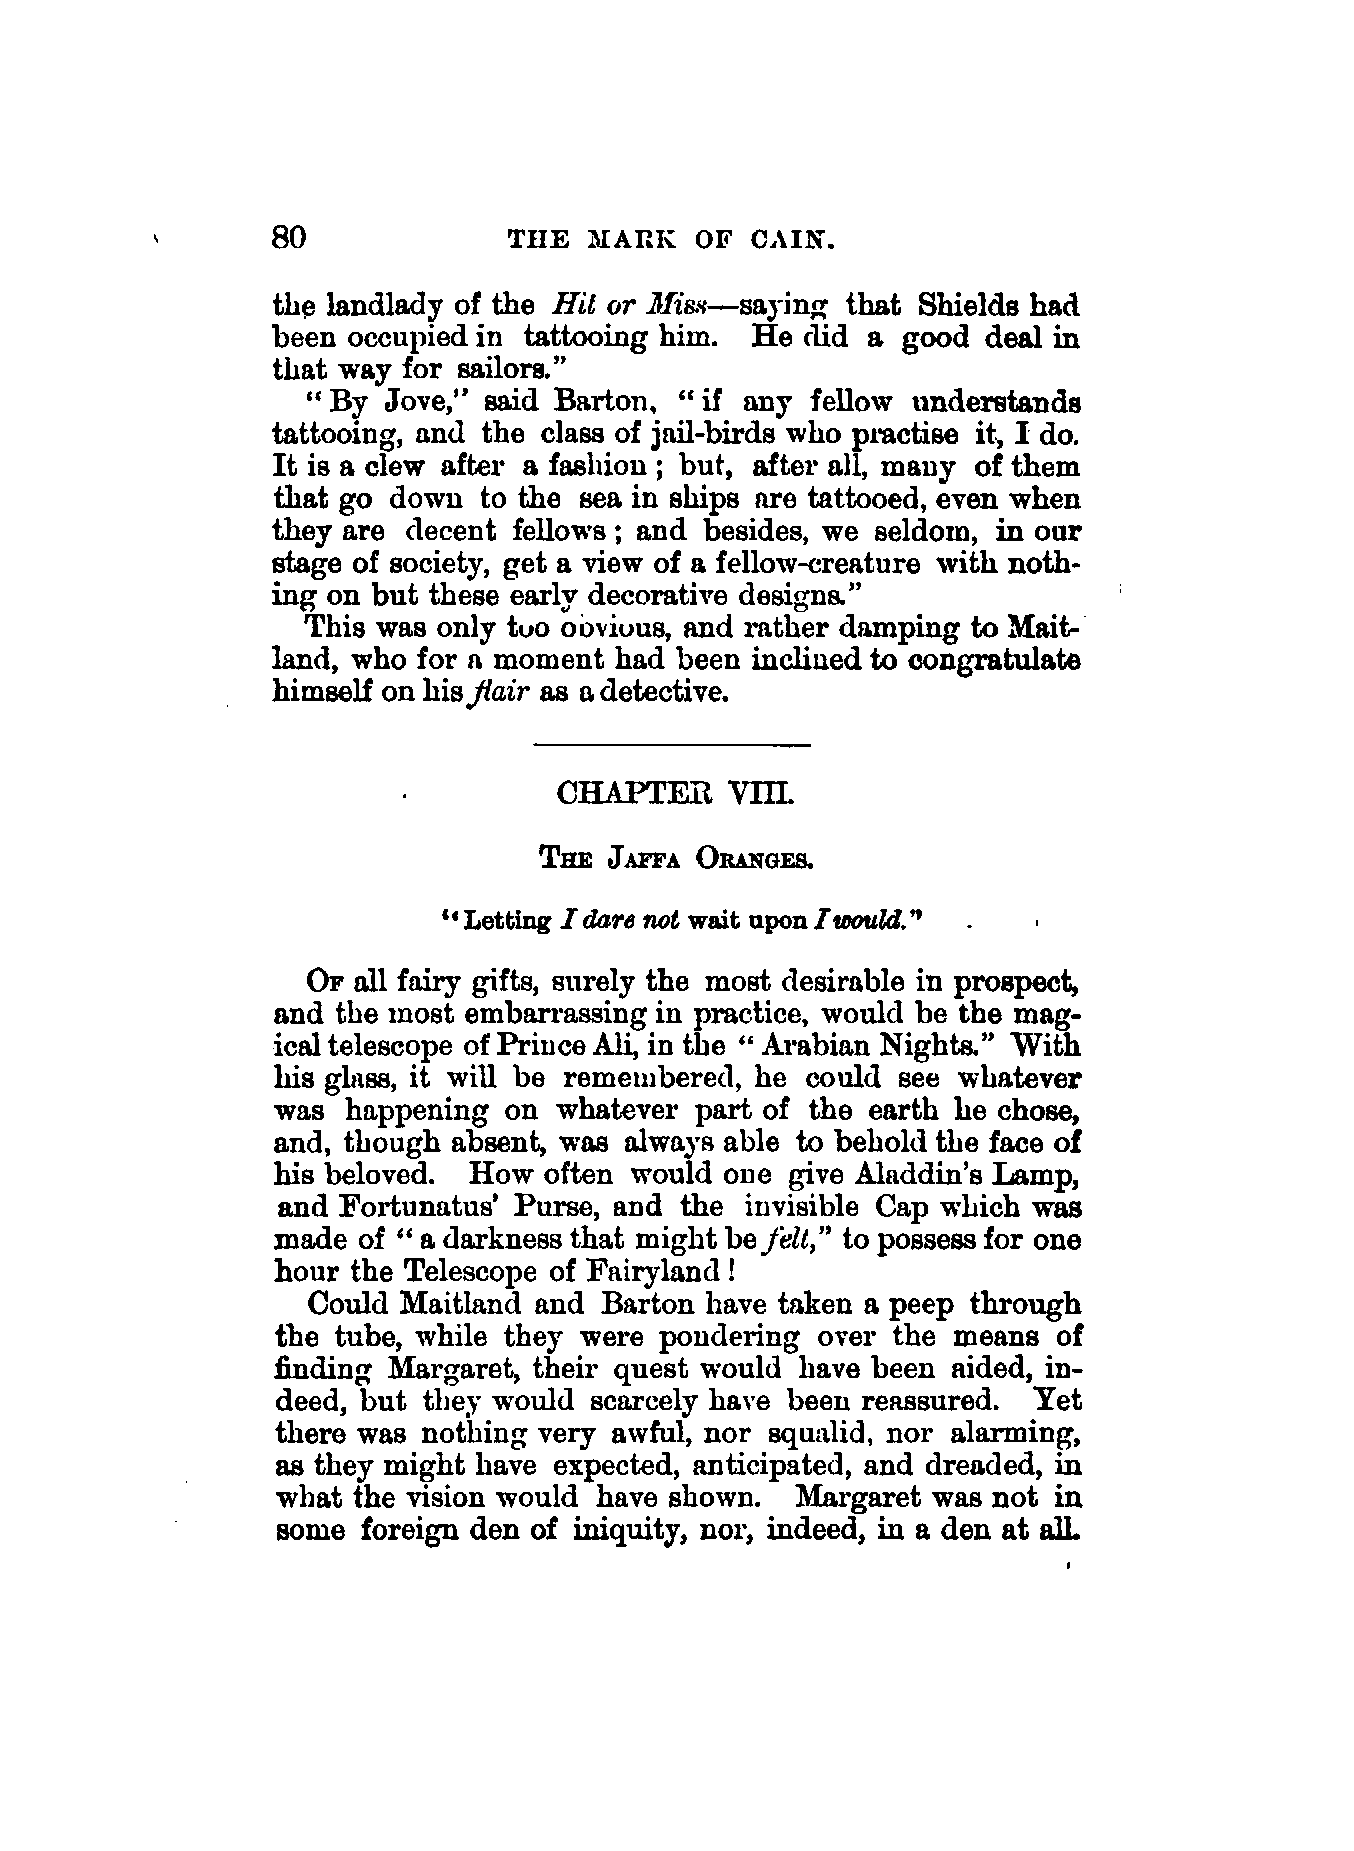 80 THE MARK OF CAIN.
the landlady of the Hit or Miss—saying that Shields had
been occupied in tattooing him. He did a good deal in
that way for sailors."
"By Jove," said Barton, "if any fellow understands
tattooing, and the class of jail-birds who practise it, I do.
It is a clew after a fashion; but, after all, many of them
that go down to the sea in ships are tattooed, even when
they are decent fellows; and besides, we seldom, in our
stage of society, get a view of a fellow-creature with noth-
ing on but these early decorative designs."
This was only too obvious, and rather damping to Mait-
land, who for a moment had been inclined to congratulate
himself on his flair as a detective.
CHAPTER VIII.
THE JAFFA ORANGES.
"Letting I dare not wait upon I would."
OF all fairy gifts, surely the most desirable in prospect,
and the most embarrassing in practice, would be the mag-
ical telescope of Prince Ali, in the "Arabian Nights." With
his glass, it will be remembered, he could see whatever
was happening on whatever part of the earth he chose,
and, though absent, was always able to behold the face of
his beloved. How often would one give Aladdin's Lamp,
and Fortunatus' Purse, and the invisible Cap which was
made of "a darkness that might be felt," to possess for one
hour the Telescope of Fairyland!
Could Maitland and Barton have taken a peep through
the tube, while they were pondering over the means of
finding Margaret, their quest would have been aided, in-
deed, but they would scarcely have been reassured. Yet
there was nothing very awful, nor squalid, nor alarming,
as they might have expected, anticipated, and dreaded, in
what the vision would have shown. Margaret was not in
some foreign den of iniquity, nor, indeed, in a den at all.